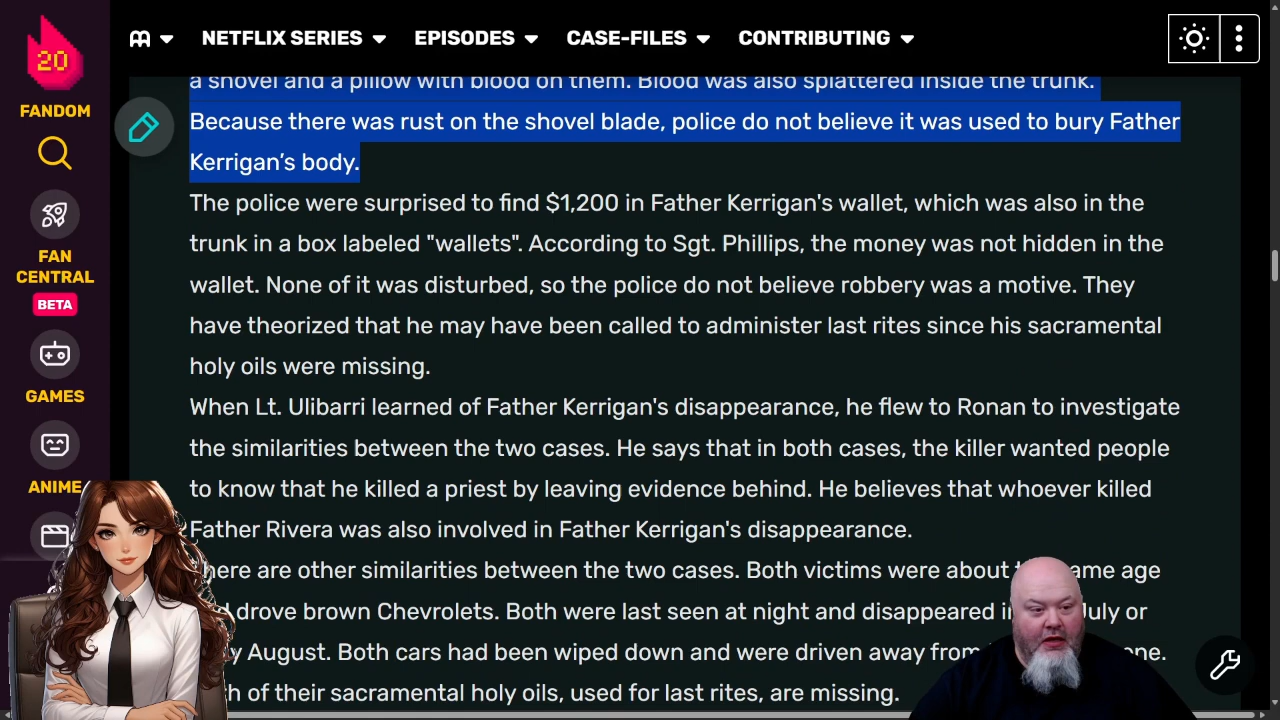 20
FANDOM
FAN
CENTRAL
BETA
GAMES
ANIME
NETFLIX SERIES
EPISODES
CASE-FILES
CONTRIBUTING
a shovel and a pillow with blood on them. Blood was also splattered inside the trunk.
Because there was rust on the shovel blade, police do not believe it was used to bury Father
Kerrigan’s body.
The police were surprised to find $1,200 in Father Kerrigan's wallet, which was also in the
trunk in a box labeled "wallets". According to Sgt. Phillips, the money was not hidden in the
wallet. None of it was disturbed, so the police do not believe robbery was a motive. They
have theorized that he may have been called to administer last rites since his sacramental
holy oils were missing.
When Lt. Ulibarri learned of Father Kerrigan's disappearance, he flew to Ronan to investigate
the similarities between the two cases. He says that in both cases, the killer wanted people
to know that he killed a priest by leaving evidence behind. He believes that whoever killed
Father Rivera was also involved in Father Kerrigan's disappearance.
here are other similarities between the two cases. Both victims were about ame age
drove brown Chevrolets. Both were last seen at night and disappeared i July or
August. Both cars had been wiped down and were driven away from one.
of their sacramental holy oils, used for last rites, are missing.